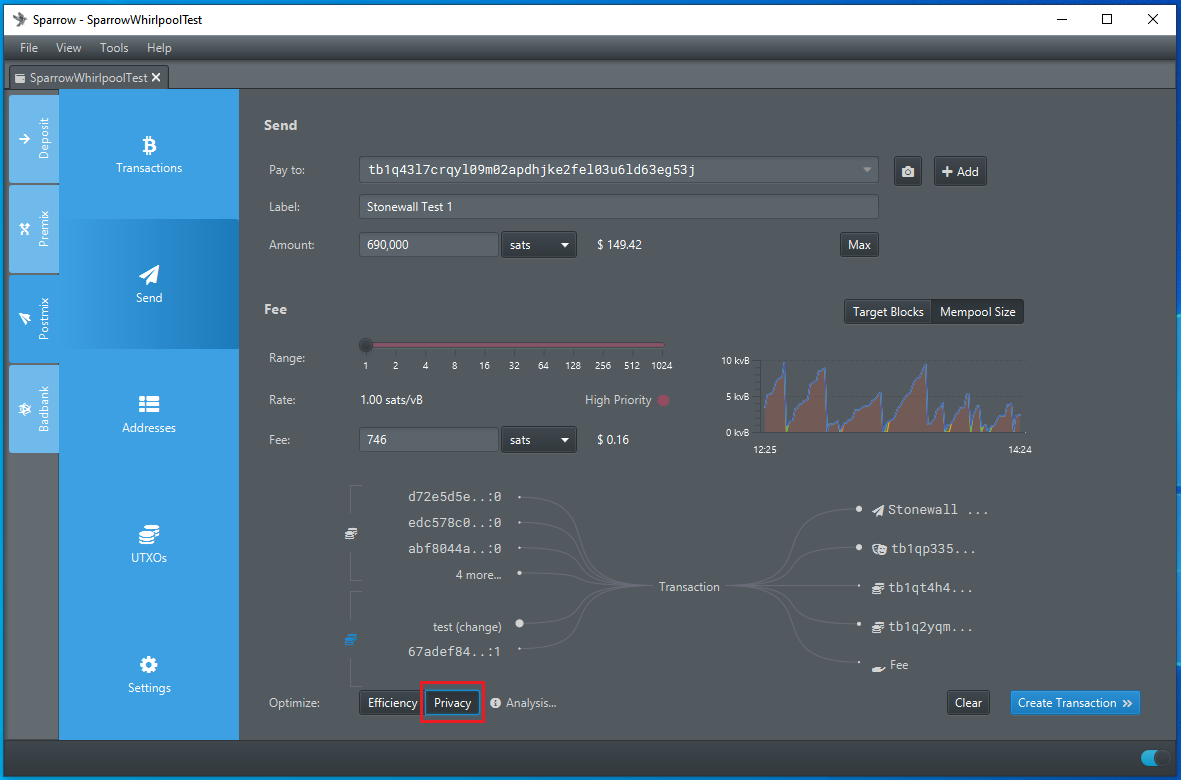 Sparrow - SparrowWhirlpoolTest
File View Tools Help
SparrowWhirlpoolTest
Deposit
Premix
Postmix
Badbank
Transactions
Send
Addresses
UTXOs
Settings
Send
Pay to: tb1q43l7crqyl09m02apdhjke2fel03u6ld63eg53j Add
Label: Stonewall Test 1
Amount: 690,000 sats $ 149.42 Max
Fee
Target Blocks Mempool Size
Range:
1 2 4 8 16 32 64 128 256 512 1024
Rate: 1.00 sats/vB High Priority
Fee: 746 sats $ 0.16
10 kvB
5 kvB
0 kvB
12:25 14:24
d72e5d5e..:0
edc578c0..:0
abf8044a..:0
4 more...
test (change)
67adef84..:1
Transaction
Stonewall ...
tb1qp335...
tb1qt4h4...
tb1q2yqm...
Fee
Optimize: Efficiency Privacy Analysis... Clear Create Transaction